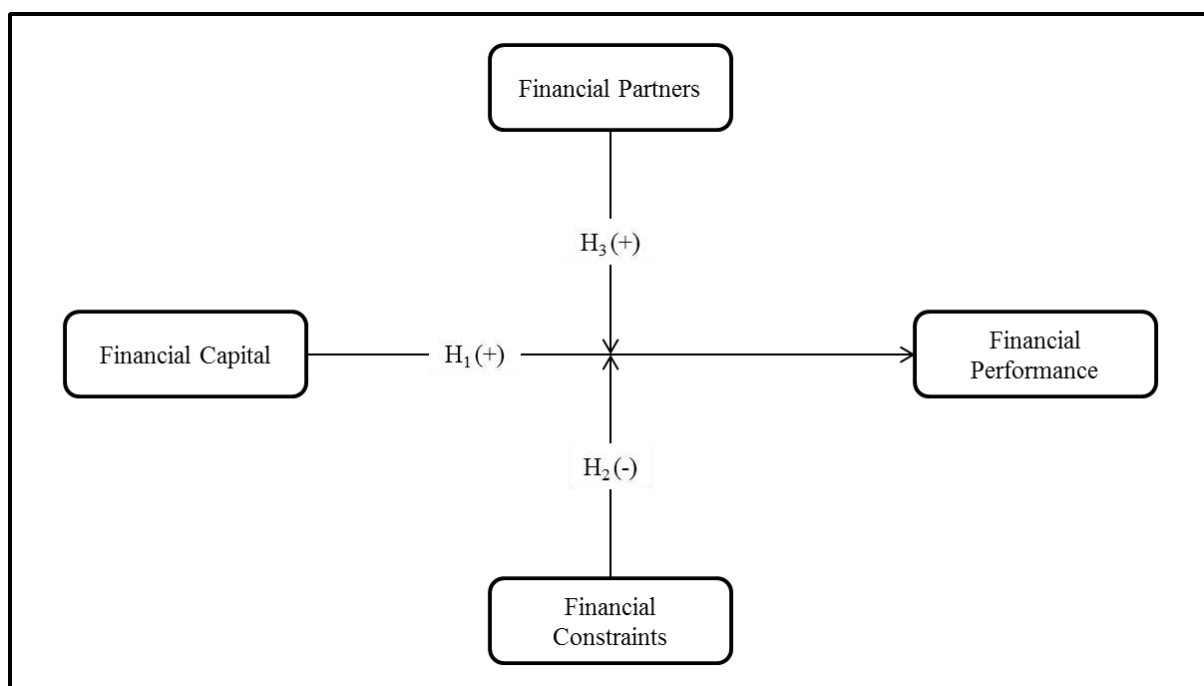 Financial Partners
H₃(+)
Financial Capital
H₁(+)
Financial
Performance
H₂(-)
Financial
Constraints